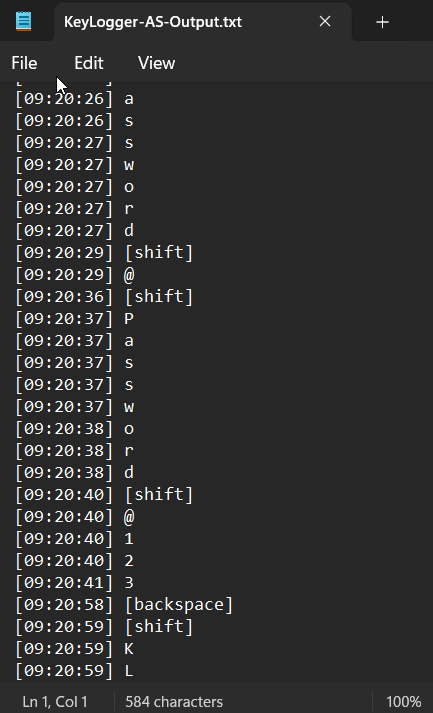 KeyLogger-AS-Output.txt
File Edit View
[09:20:26] a
[09:20:26] s
[09:20:27] s
[09:20:27] w
[09:20:27] o
[09:20:27] r
[09:20:27] d
[09:20:29] [shift]
[09:20:29] @
[09:20:36] [shift]
[09:20:37] P
[09:20:37] a
[09:20:37] s
[09:20:37] s
[09:20:37] w
[09:20:38] o
[09:20:38] r
[09:20:38] d
[09:20:40] [shift]
[09:20:40] @
[09:20:40] 1
[09:20:40] 2
[09:20:41] 3
[09:20:58] [backspace]
[09:20:59] [shift]
[09:20:59] K
[09:20:59] L
Ln 1, Col 1 584 characters 100%